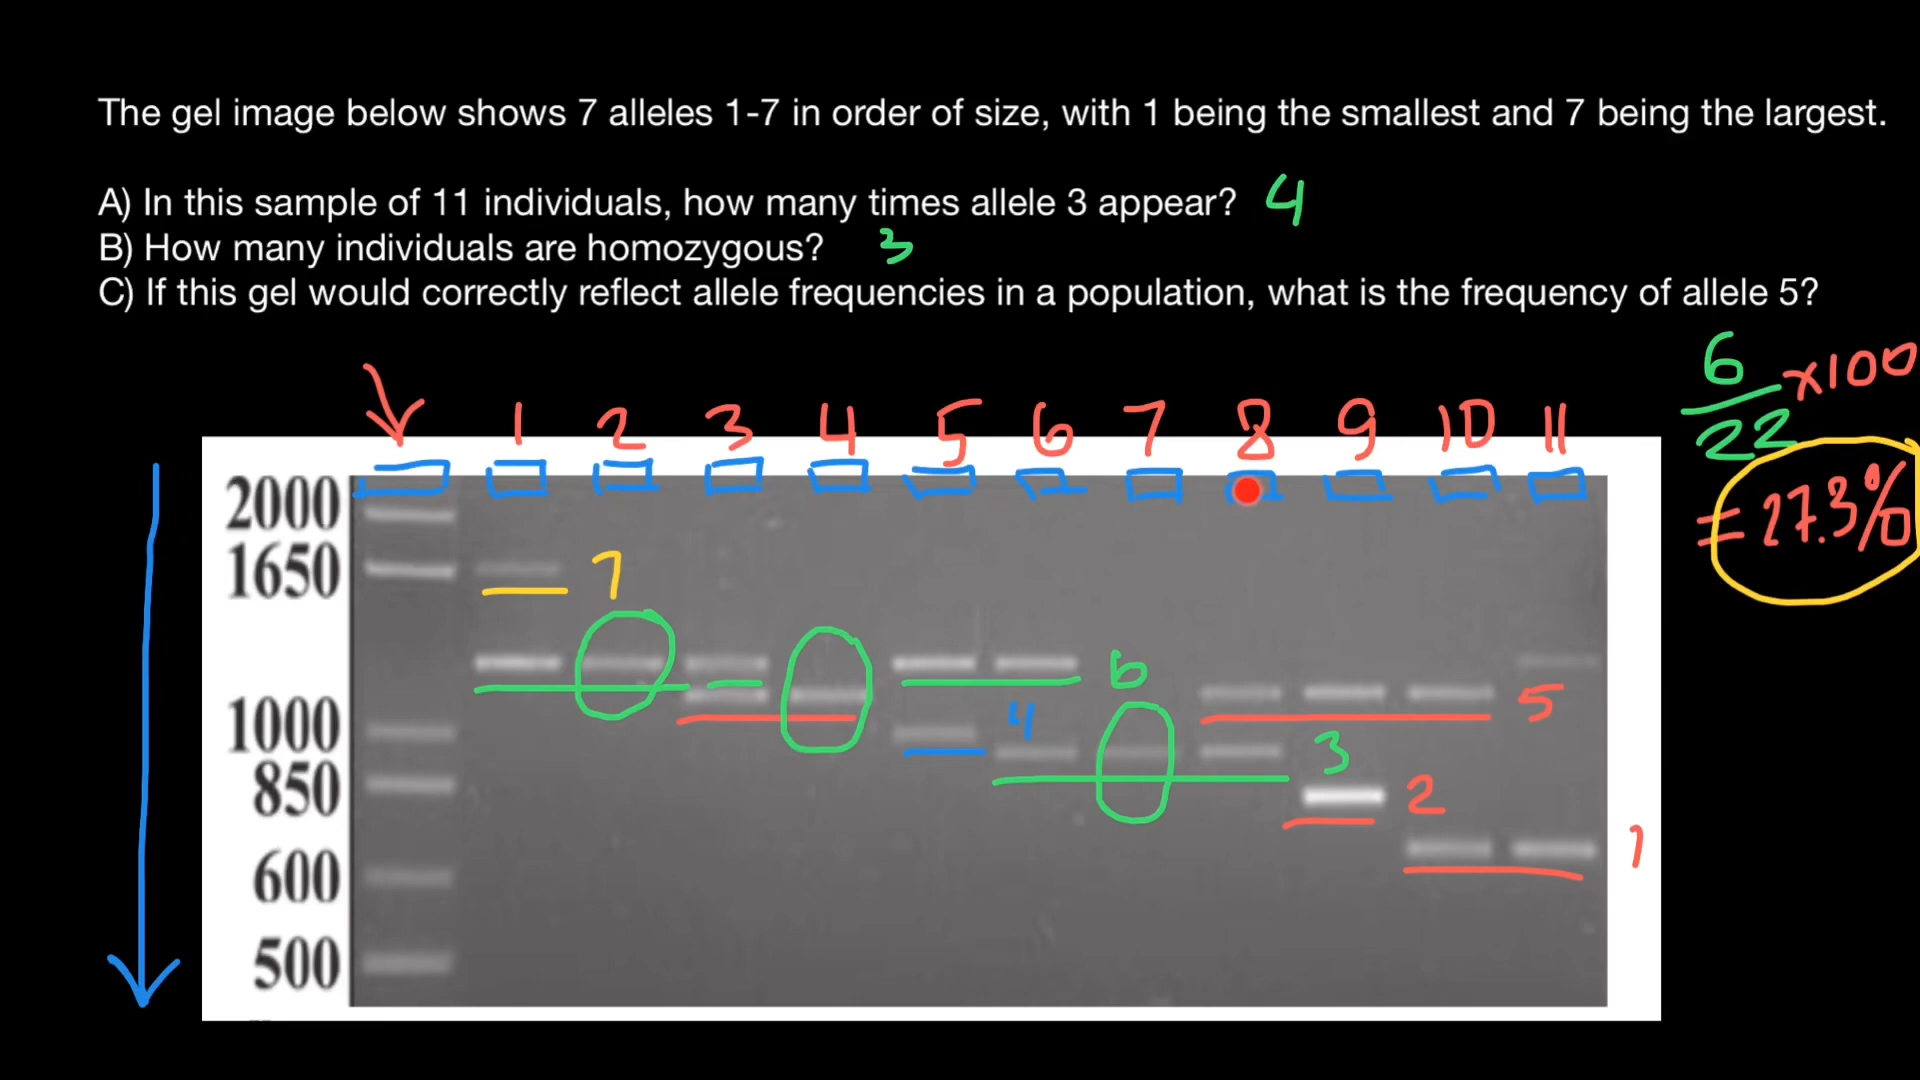 The gel image below shows 7 alleles 1-7 in order of size, with 1 being the smallest and 7 being the largest.
A) In this sample of 11 individuals, how many times allele 3 appear? 4
B) How many individuals are homozygous? 3
C) If this gel would correctly reflect allele frequencies in a population, what is the frequency of allele 5?
6
22
×100
= 27.3%
1 2 3 4 5 6 7 8 9 10 11
2000
1650 7
6
1000 4 5
3
850 2
1
600
500